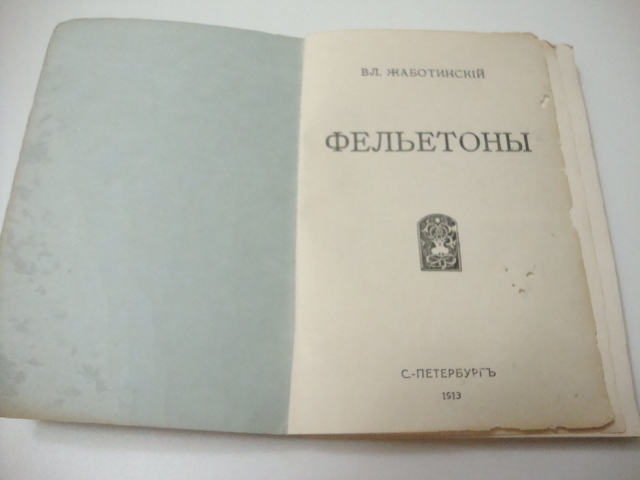 ВЛ. ЖАБОТИНСКІЙ
ФЕЛЬЕТОНЫ
С.-ПЕТЕРБУРГЪ
1913